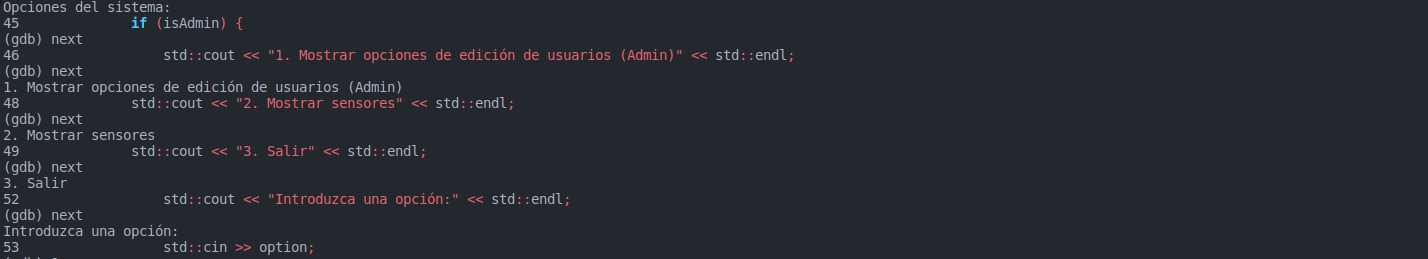 Opciones del sistema:
45              if (isAdmin) {
(gdb) next
46                  std::cout << "1. Mostrar opciones de edición de usuarios (Admin)" << std::endl;
(gdb) next
1. Mostrar opciones de edición de usuarios (Admin)
48              std::cout << "2. Mostrar sensores" << std::endl;
(gdb) next
2. Mostrar sensores
49              std::cout << "3. Salir" << std::endl;
(gdb) next
3. Salir
52                  std::cout << "Introduzca una opción:" << std::endl;
(gdb) next
Introduzca una opción:
53                  std::cin >> option;